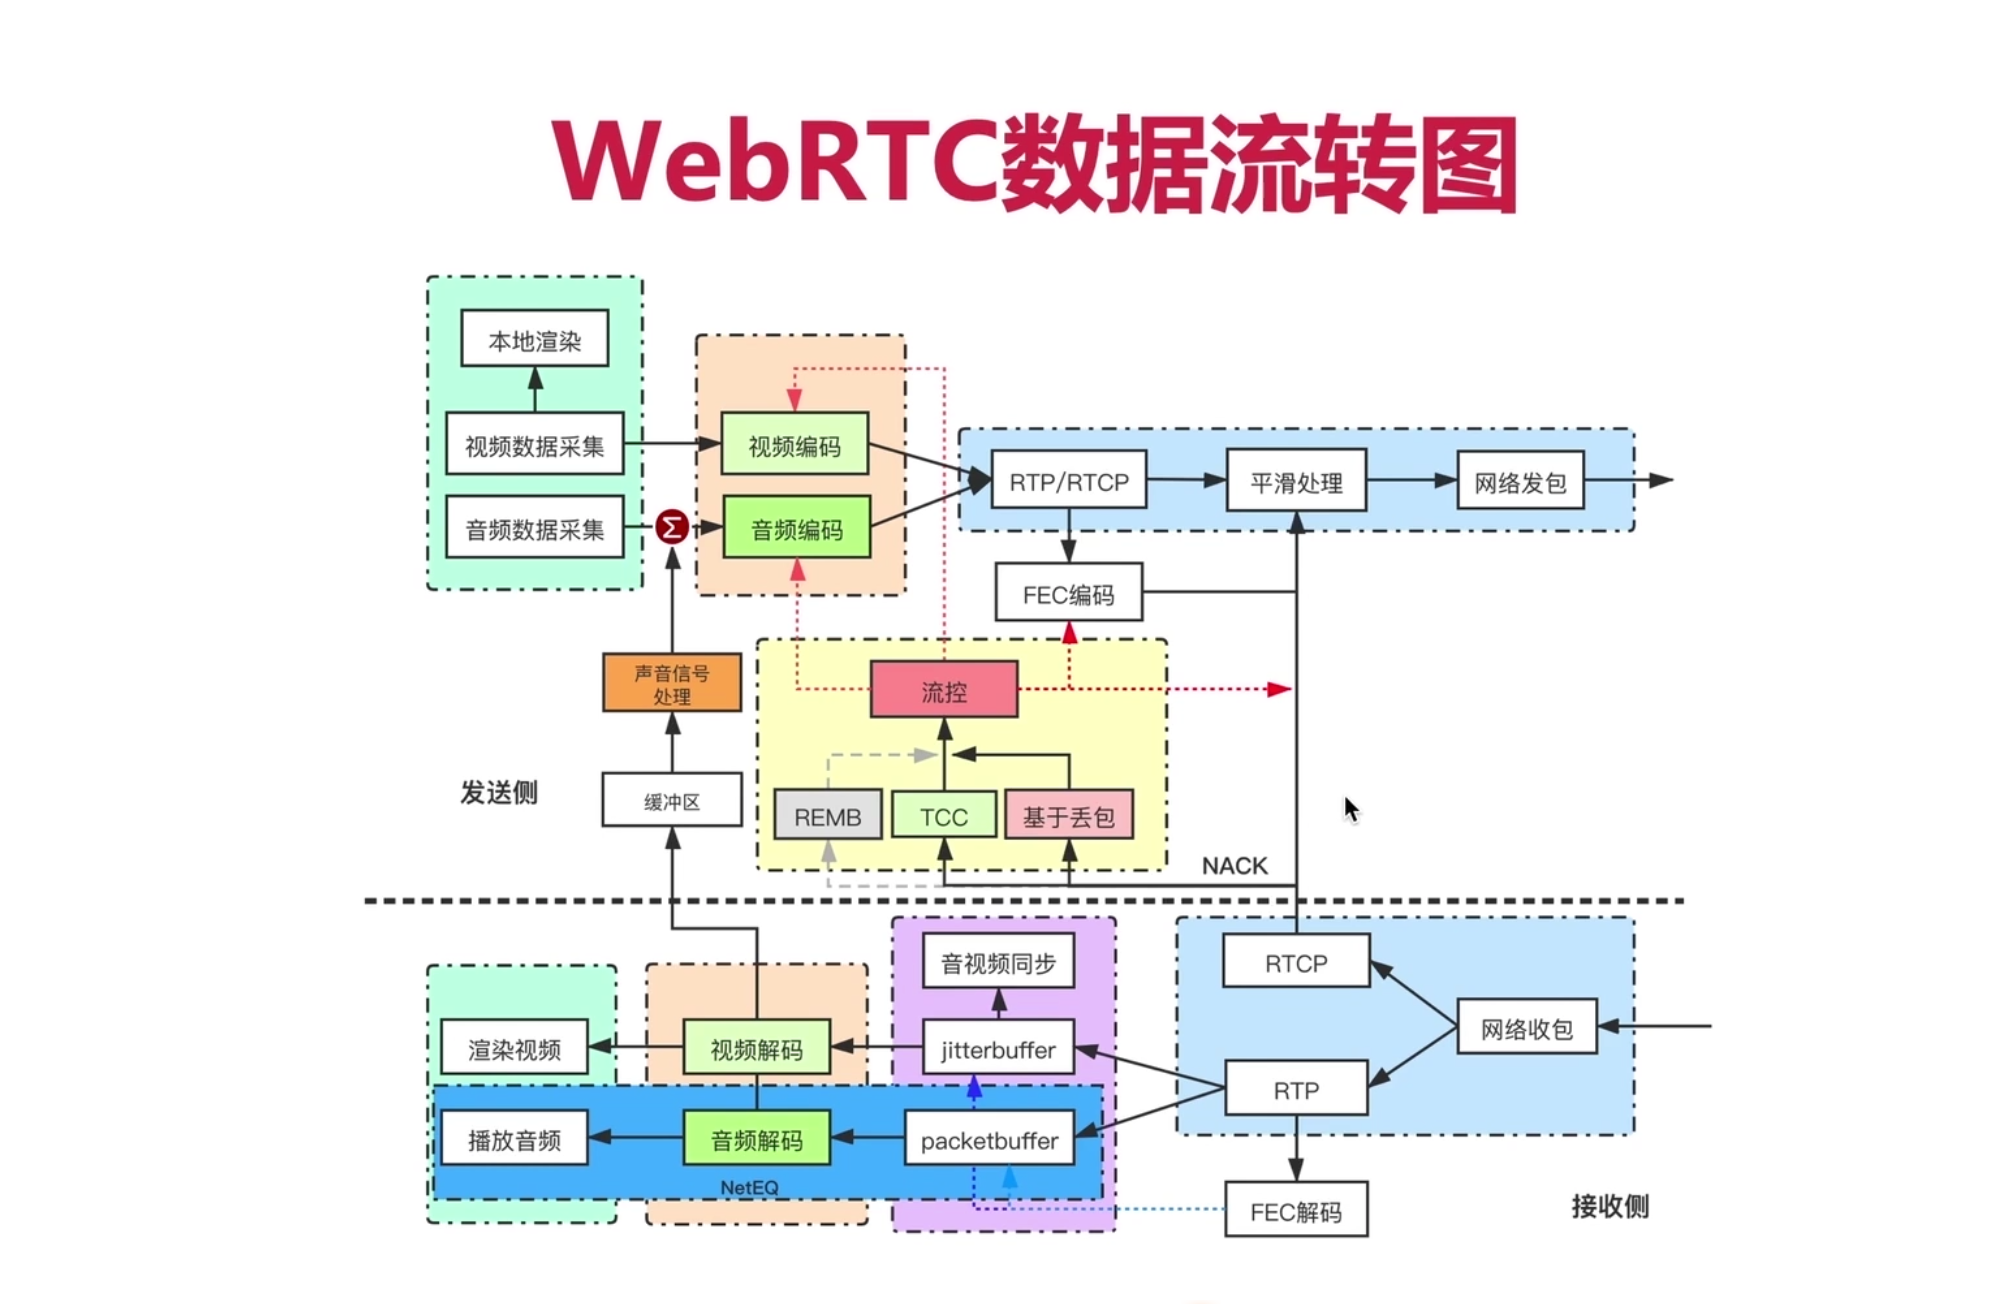 WebRTC数据流转图
本地渲染
视频数据采集
音频数据采集
Σ
视频编码
音频编码
RTP/RTCP
平滑处理
网络发包
FEC编码
声音信号
处理
缓冲区
发送侧
流控
REMB
TCC
基于丢包
NACK
音视频同步
RTCP
网络收包
渲染视频
视频解码
jitterbuffer
RTP
播放音频
音频解码
packetbuffer
NetEQ
FEC解码
接收侧